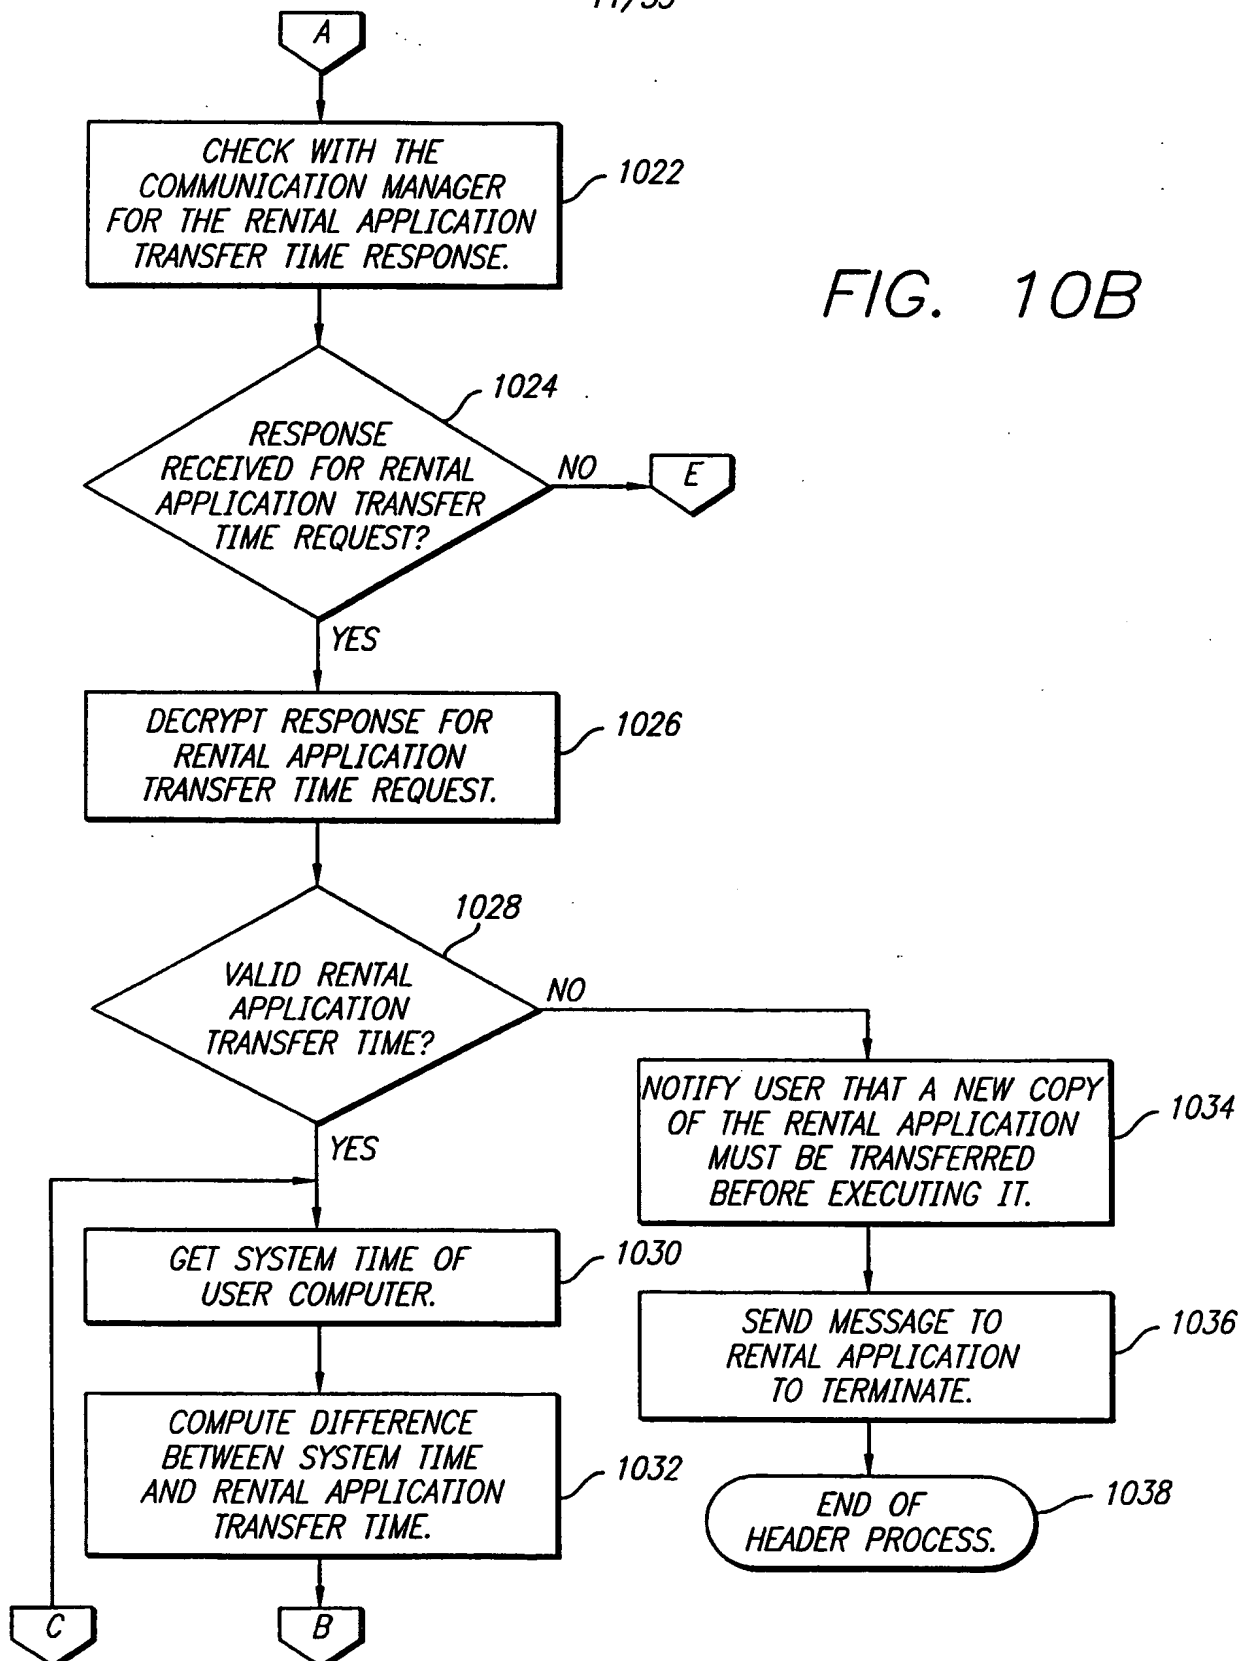 A
CHECK WITH THE
COMMUNICATION MANAGER
FOR THE RENTAL APPLICATION
TRANSFER TIME RESPONSE.
1022
FIG. 10B
1024
RESPONSE
RECEIVED FOR RENTAL
APPLICATION TRANSFER
TIME REQUEST?
NO
E
YES
DECRYPT RESPONSE FOR
RENTAL APPLICATION
TRANSFER TIME REQUEST.
1026
1028
VALID RENTAL
APPLICATION
TRANSFER TIME?
NO
YES
NOTIFY USER THAT A NEW COPY
OF THE RENTAL APPLICATION
MUST BE TRANSFERRED
BEFORE EXECUTING IT.
1034
GET SYSTEM TIME OF
USER COMPUTER.
1030
SEND MESSAGE TO
RENTAL APPLICATION
TO TERMINATE.
1036
COMPUTE DIFFERENCE
BETWEEN SYSTEM TIME
AND RENTAL APPLICATION
TRANSFER TIME.
1032
END OF
HEADER PROCESS.
1038
C
B